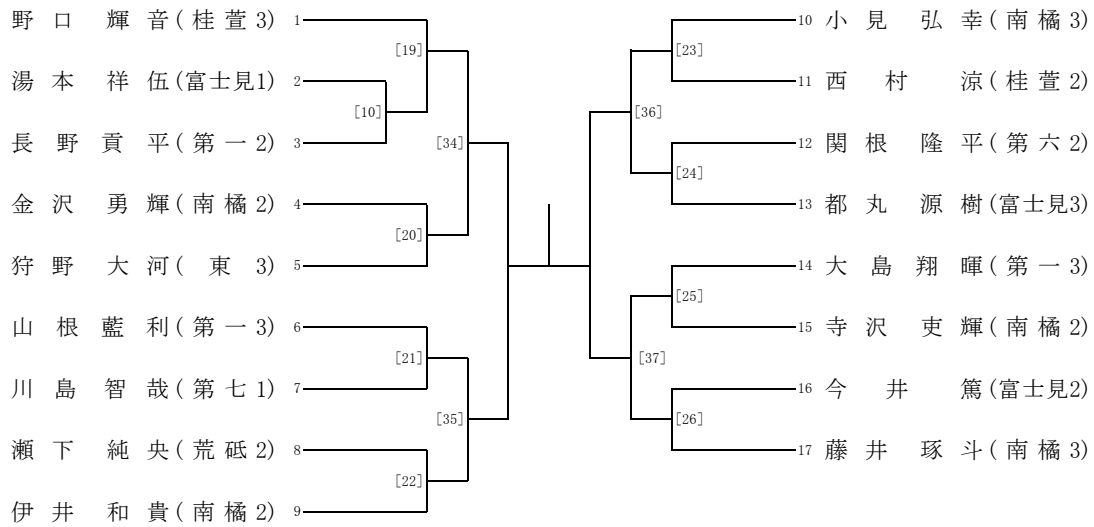 野口 輝音(桂萱3) 1
[19]
湯本 祥伍(富士見1) 2
[10]
長野貢平(第一2) 3
[34]
金沢 勇輝(南橘2) 4
[20]
狩野 大河(東 3) 5
山根藍利(第一3) 6
[21]
川島智哉(第七1) 7
[35]
瀬下 純央(荒砥2) 8
[22]
伊井 和貴(南橘2) 9
10 小見 弘幸(南橘3)
[23]
11 西村 涼(桂萱2)
[36]
12 関根 隆平(第六2)
[24]
13 都丸 源樹(富士見3)
14 大島翔暉(第一3)
[25]
15 寺沢 吏輝(南橘2)
[37]
16 今井 篤(富士見2)
[26]
17 藤井 琢斗(南橘3)